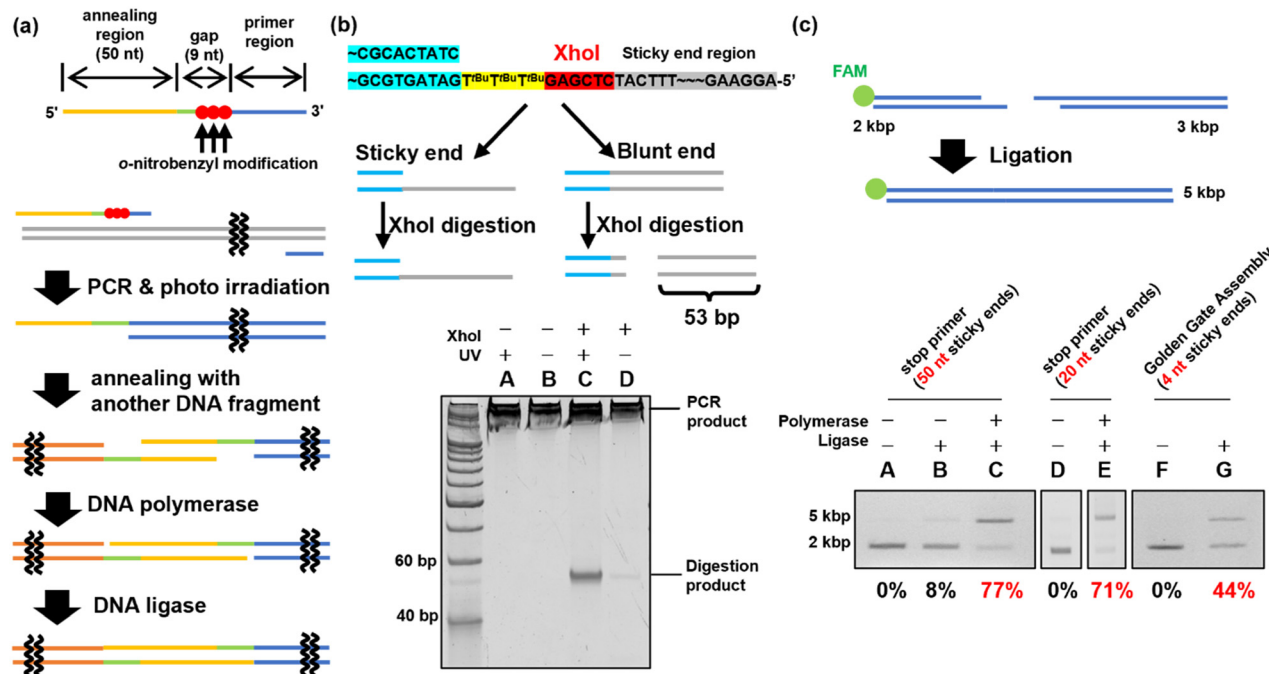 (a)
annealing
region
(50 nt)
gap
(9 nt)
primer
region
5'
3'
o-nitrobenzyl modification
PCR & photo irradiation
annealing with
another DNA fragment
DNA polymerase
DNA ligase
(b)
~CGCACTATC
XhoI
Sticky end region
~GCGTGATAGTtBuTtBuTtBuGAGCTCTACTTT~~~GAAGGA-5'
Sticky end
Blunt end
XhoI digestion
XhoI digestion
53 bp
XhoI − − + +
UV + − + −
A B C D
PCR
product
60 bp
Digestion
product
40 bp
(c)
FAM
2 kbp
3 kbp
Ligation
5 kbp
stop primer
(50 nt sticky ends)
stop primer
(20 nt sticky ends)
Golden Gate Assembly
(4 nt sticky ends)
Polymerase − − + − +
Ligase − + + − + − +
A B C D E F G
5 kbp
2 kbp
0% 8% 77% 0% 71% 0% 44%